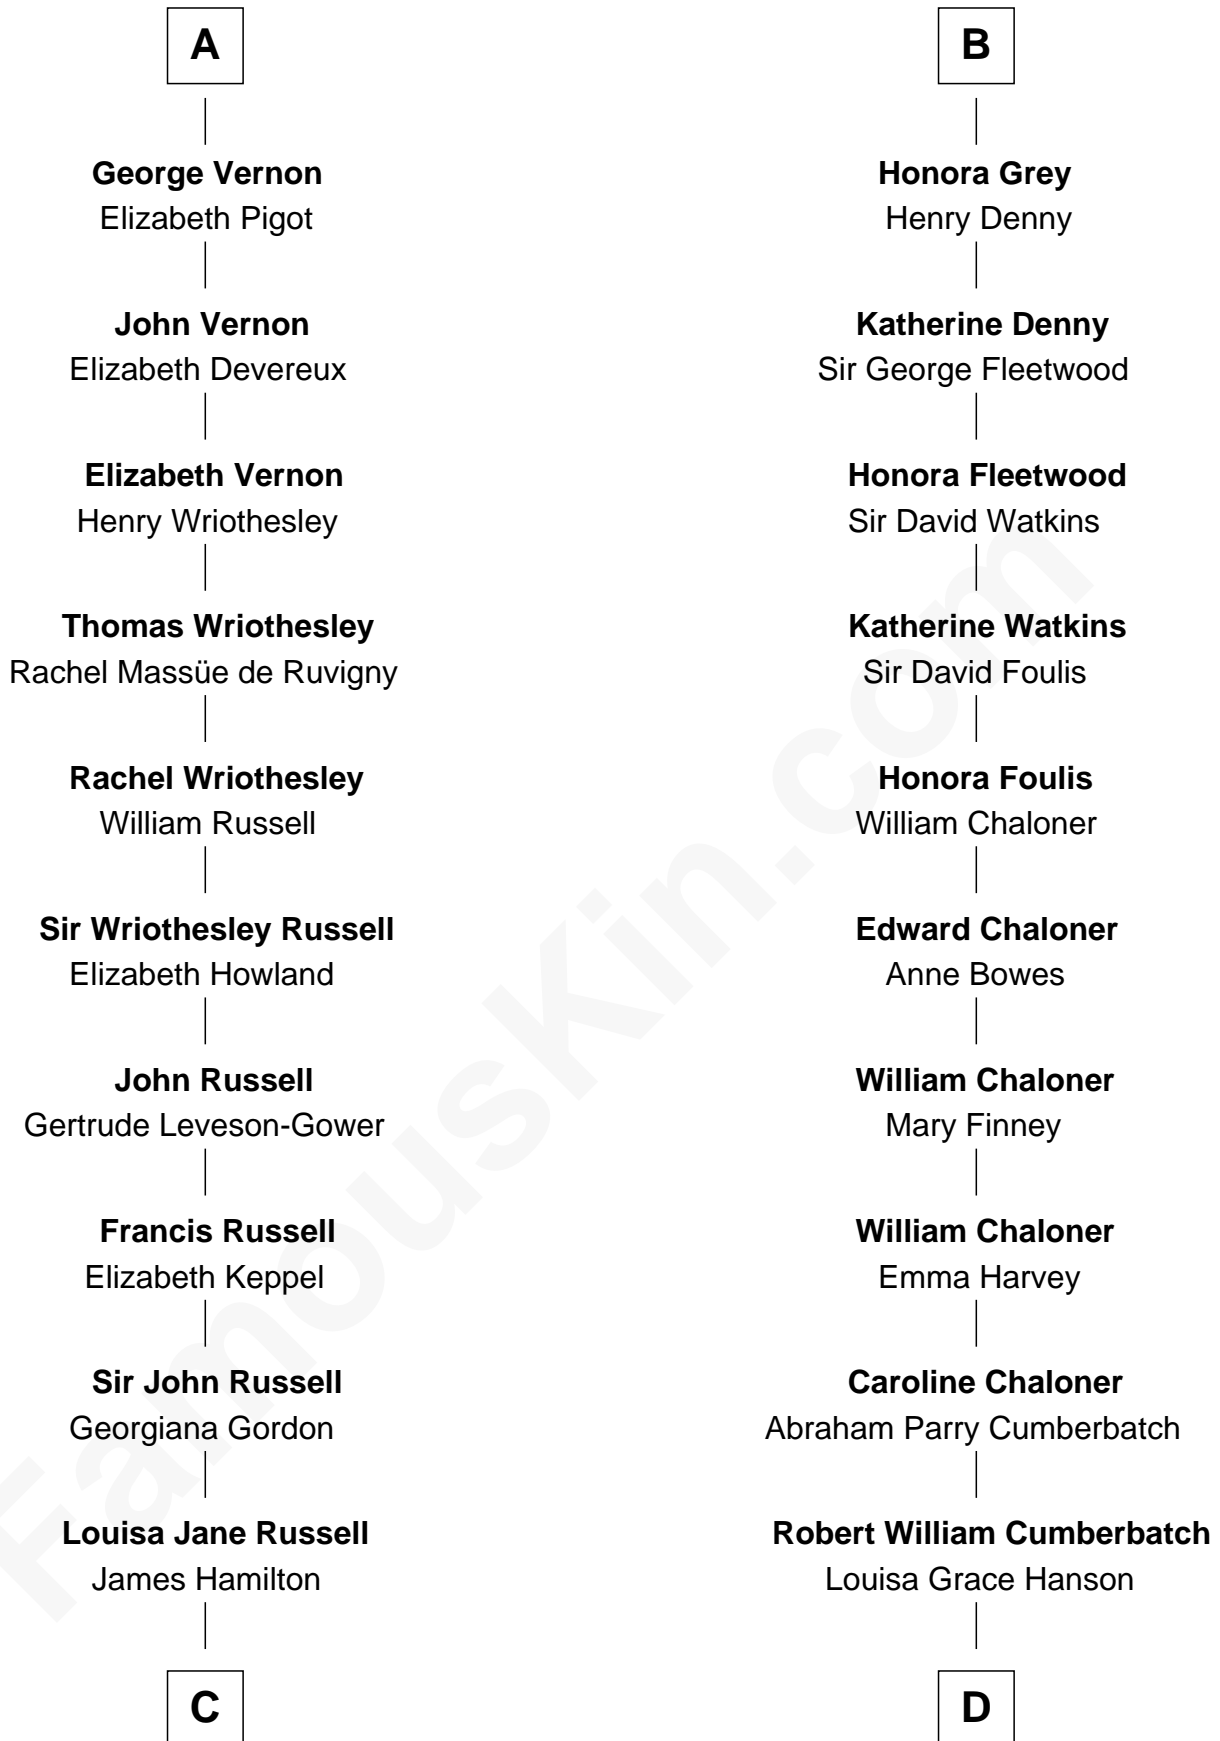 A
George Vernon
Elizabeth Pigot
John Vernon
Elizabeth Devereux
Elizabeth Vernon
Henry Wriothesley
Thomas Wriothesley
Rachel Massüe de Ruvigny
Rachel Wriothesley
William Russell
Sir Wriothesley Russell
Elizabeth Howland
John Russell
Gertrude Leveson-Gower
Francis Russell
Elizabeth Keppel
Sir John Russell
Georgiana Gordon
Louisa Jane Russell
James Hamilton
C
B
Honora Grey
Henry Denny
Katherine Denny
Sir George Fleetwood
Honora Fleetwood
Sir David Watkins
Katherine Watkins
Sir David Foulis
Honora Foulis
William Chaloner
Edward Chaloner
Anne Bowes
William Chaloner
Mary Finney
William Chaloner
Emma Harvey
Caroline Chaloner
Abraham Parry Cumberbatch
Robert William Cumberbatch
Louisa Grace Hanson
D
FamousKin.com